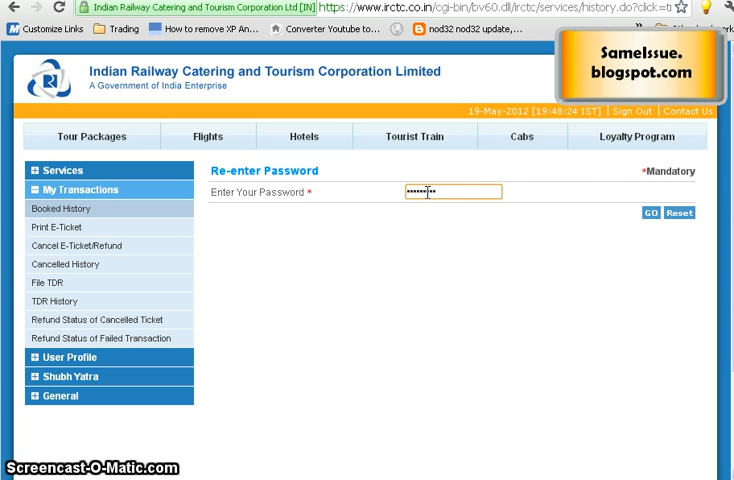 Indian Railway Catering and Tourism Corporation Ltd [IN]
https://www.irctc.co.in/cgi-bin/bv60.dll/irctc/services/history.do?click=t
Customize Links
Trading
How to remove XP An...
Converter Youtube to...
nod32 nod32 update,...
SameIssue.
blogspot.com
Indian Railway Catering and Tourism Corporation Limited
A Government of India Enterprise
19-May-2012 [19:48:24 IST] | Sign Out | Contact Us
Tour Packages
Flights
Hotels
Tourist Train
Cabs
Loyalty Program
Services
My Transactions
Booked History
Print E-Ticket
Cancel E-Ticket/Refund
Cancelled History
File TDR
TDR History
Refund Status of Cancelled Ticket
Refund Status of Failed Transaction
User Profile
Shubh Yatra
General
Re-enter Password
*Mandatory
Enter Your Password *
GO
Reset
Screencast-O-Matic.com